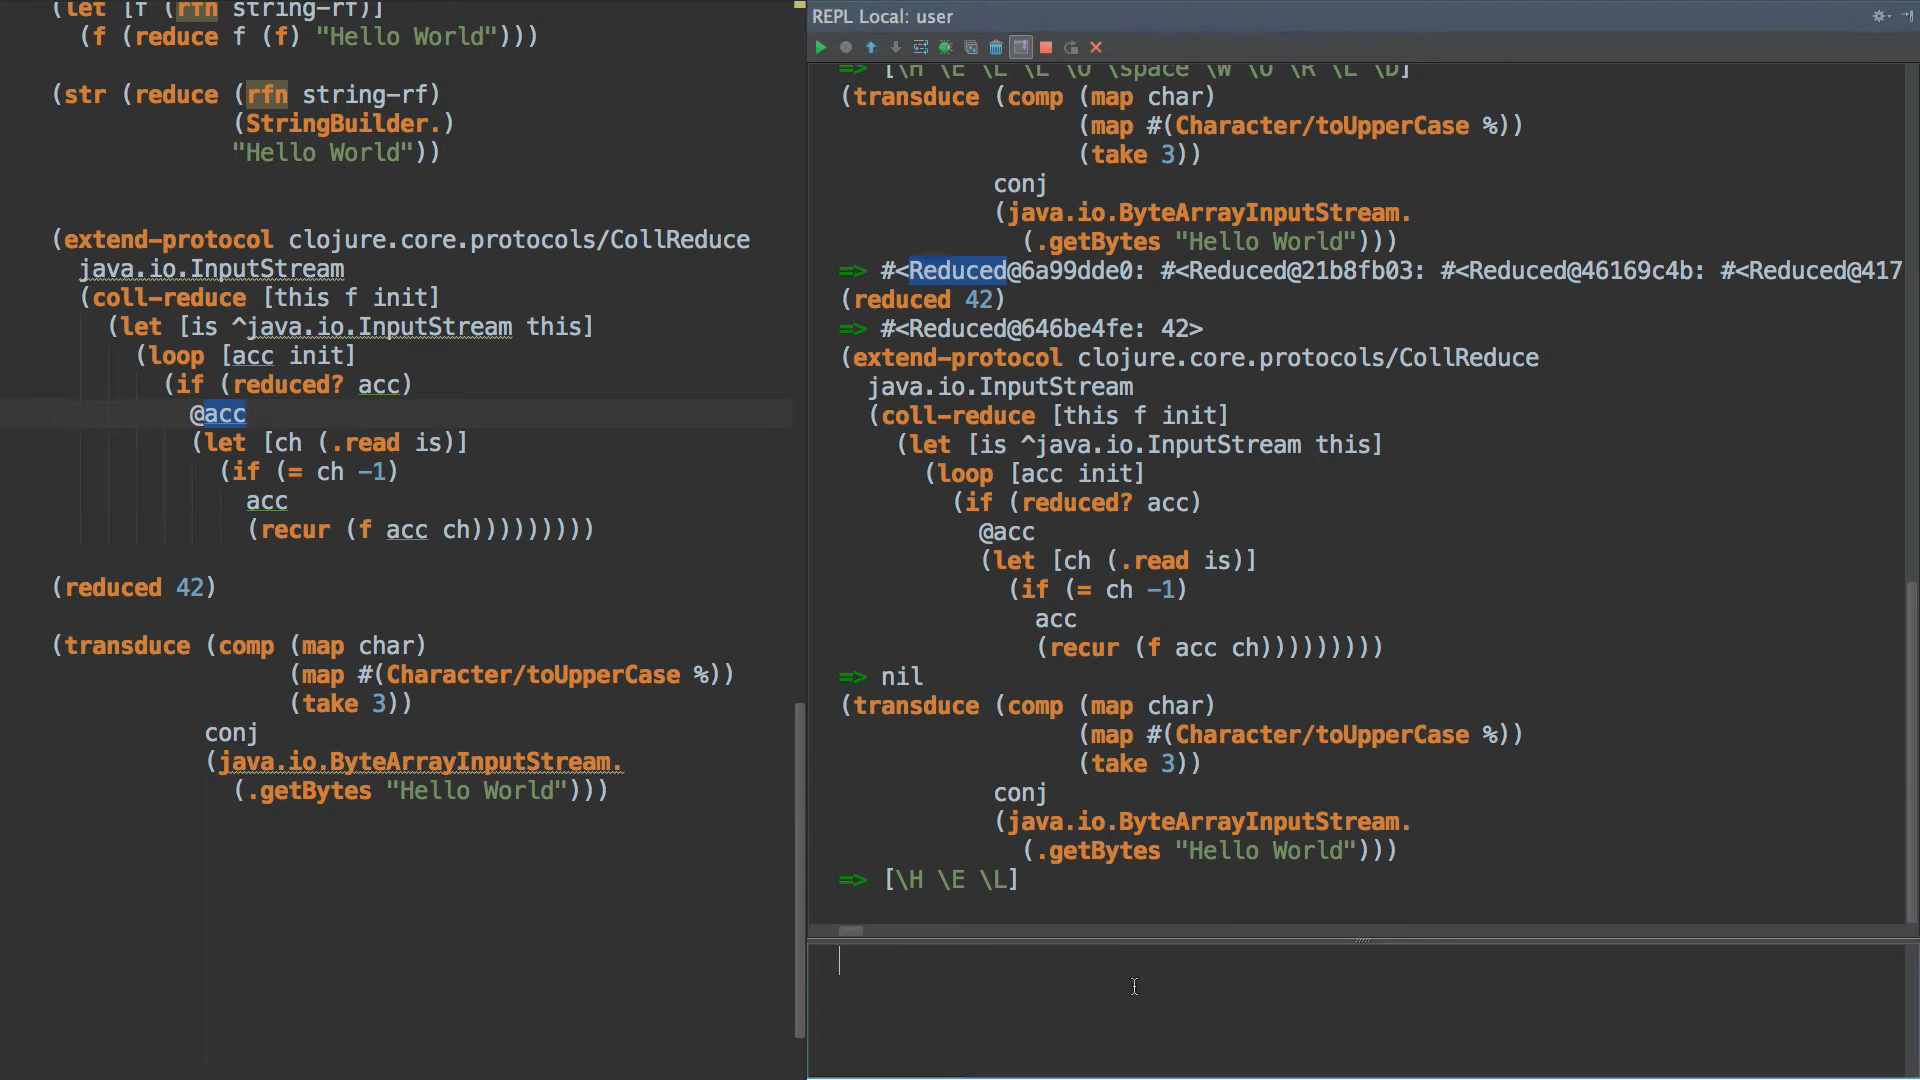 (let [f (rfn string-rf)]
  (f (reduce f (f) "Hello World")))

(str (reduce (rfn string-rf)
             (StringBuilder.)
             "Hello World"))

(extend-protocol clojure.core.protocols/CollReduce
  java.io.InputStream
  (coll-reduce [this f init]
    (let [is ^java.io.InputStream this]
      (loop [acc init]
        (if (reduced? acc)
          @acc
          (let [ch (.read is)]
            (if (= ch -1)
              acc
              (recur (f acc ch)))))))))

(reduced 42)

(transduce (comp (map char)
                 (map #(Character/toUpperCase %))
                 (take 3))
           conj
           (java.io.ByteArrayInputStream.
             (.getBytes "Hello World")))

REPL Local: user
=> [\H \E \L \L \O \space \W \O \R \L \D]
(transduce (comp (map char)
                 (map #(Character/toUpperCase %))
                 (take 3))
           conj
           (java.io.ByteArrayInputStream.
             (.getBytes "Hello World")))
=> #<Reduced@6a99dde0: #<Reduced@21b8fb03: #<Reduced@46169c4b: #<Reduced@417
(reduced 42)
=> #<Reduced@646be4fe: 42>
(extend-protocol clojure.core.protocols/CollReduce
  java.io.InputStream
  (coll-reduce [this f init]
    (let [is ^java.io.InputStream this]
      (loop [acc init]
        (if (reduced? acc)
          @acc
          (let [ch (.read is)]
            (if (= ch -1)
              acc
              (recur (f acc ch)))))))))
=> nil
(transduce (comp (map char)
                 (map #(Character/toUpperCase %))
                 (take 3))
           conj
           (java.io.ByteArrayInputStream.
             (.getBytes "Hello World")))
=> [\H \E \L]